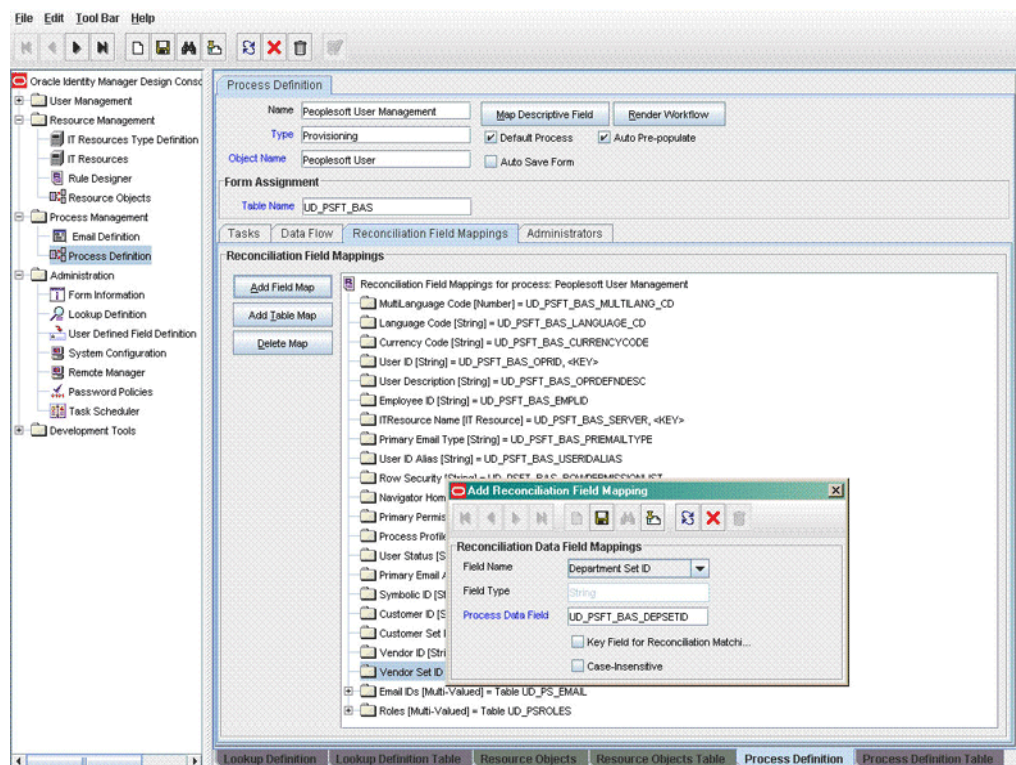 File Edit Tool Bar Help
Oracle Identity Manager Design Consc
User Management
Resource Management
IT Resources Type Definition
IT Resources
Rule Designer
Resource Objects
Process Management
Email Definition
Process Definition
Administration
Form Information
Lookup Definition
User Defined Field Definition
System Configuration
Remote Manager
Password Policies
Task Scheduler
Development Tools
Process Definition
Name Peoplesoft User Management Map Descriptive Field Render Workflow
Type Provisioning Default Process Auto Pre-populate
Object Name Peoplesoft User Auto Save Form
Form Assignment
Table Name UD_PSFT_BAS
Tasks Data Flow Reconciliation Field Mappings Administrators
Reconciliation Field Mappings
Add Field Map
Add Table Map
Delete Map
Reconciliation Field Mappings for process: Peoplesoft User Management
MultiLanguage Code [Number] = UD_PSFT_BAS_MULTILANG_CD
Language Code [String] = UD_PSFT_BAS_LANGUAGE_CD
Currency Code [String] = UD_PSFT_BAS_CURRENCYCODE
User ID [String] = UD_PSFT_BAS_OPRID, <KEY>
User Description [String] = UD_PSFT_BAS_OPRDEFNDESC
Employee ID [String] = UD_PSFT_BAS_EMPLID
ITResource Name [IT Resource] = UD_PSFT_BAS_SERVER, <KEY>
Primary Email Type [String] = UD_PSFT_BAS_PRIEMAILTYPE
User ID Alias [String] = UD_PSFT_BAS_USERIDALIAS
Row Security [String] = UD_PSFT_BAS_ROWPERMISSIONLIST
Navigator Hom
Primary Permis
Process Profile
User Status [S
Primary Email A
Symbolic ID [St
Customer ID [S
Customer Set I
Vendor ID [Stri
Vendor Set ID
Email IDs [Multi-Valued] = Table UD_PS_EMAIL
Roles [Multi-Valued] = Table UD_PSROLES
Add Reconciliation Field Mapping
Reconciliation Data Field Mappings
Field Name Department Set ID
Field Type String
Process Data Field UD_PSFT_BAS_DEPSETID
Key Field for Reconciliation Matchi...
Case-Insensitive
Lookup Definition Lookup Definition Table Resource Objects Resource Objects Table Process Definition Process Definition Table